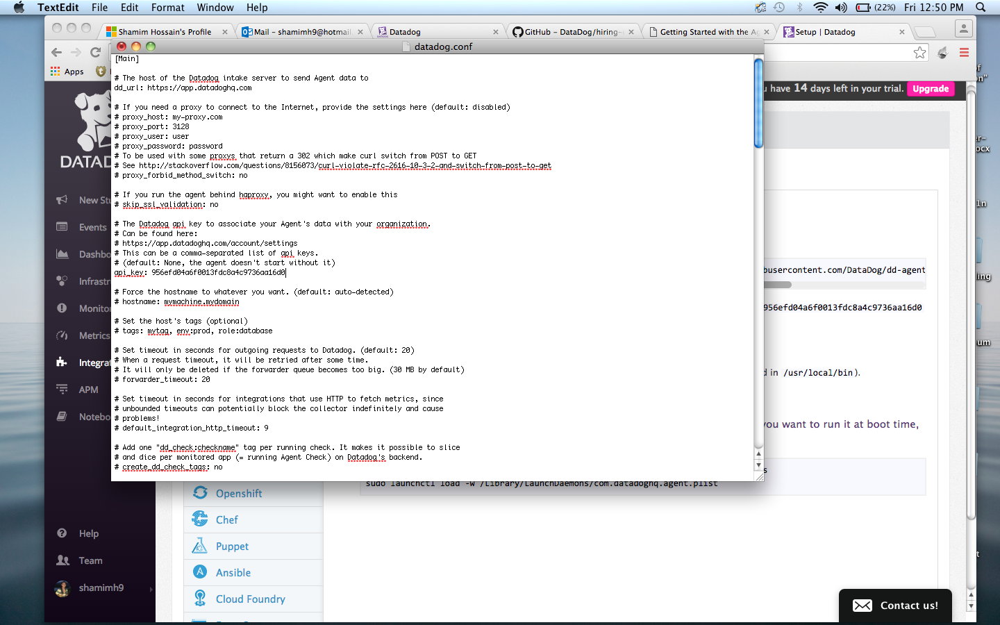 TextEdit File Edit Format Window Help (22%) Fri 12:50 PM
Shamim Hossain's Profile
Mail - shamimh9@hotmail
Datadog
GitHub - DataDog/hiring-
Getting Started with the A
Setup | Datadog
datadog.conf
Apps
[Main]
# The host of the Datadog intake server to send Agent data to
dd_url: https://app.datadoghq.com
# If you need a proxy to connect to the Internet, provide the settings here (default: disabled)
# proxy_host: my-proxy.com
# proxy_port: 3128
# proxy_user: user
# proxy_password: password
# To be used with some proxys that return a 302 which make curl switch from POST to GET
# See http://stackoverflow.com/questions/8156073/curl-violate-rfc-2616-10-3-2-and-switch-from-post-to-get
# proxy_forbid_method_switch: no
# If you run the agent behind haproxy, you might want to enable this
# skip_ssl_validation: no
# The Datadog api key to associate your Agent's data with your organization.
# Can be found here:
# https://app.datadoghq.com/account/settings
# This can be a comma-separated list of api keys.
# (default: None, the agent doesn't start without it)
api_key: 956efd04a6f0013fdc8a4c9736aa16d0
# Force the hostname to whatever you want. (default: auto-detected)
# hostname: mymachine.mydomain
# Set the host's tags (optional)
# tags: mytag, env:prod, role:database
# Set timeout in seconds for outgoing requests to Datadog. (default: 20)
# When a request timeout, it will be retried after some time.
# It will only be deleted if the forwarder queue becomes too big. (30 MB by default)
# forwarder_timeout: 20
# Set timeout in seconds for integrations that use HTTP to fetch metrics, since
# unbounded timeouts can potentially block the collector indefinitely and cause
# problems!
# default_integration_http_timeout: 9
# Add one "dd_check:checkname" tag per running check. It makes it possible to slice
# and dice per monitored app (= running Agent Check) on Datadog's backend.
# create_dd_check_tags: no
u have 14 days left in your trial. Upgrade
busercontent.com/DataDog/dd-agent
956efd04a6f0013fdc8a4c9736aa16d0
d in /usr/local/bin).
you want to run it at boot time,
s
sudo launchctl load -w /Library/LaunchDaemons/com.datadoghq.agent.plist
DATAD
New St
Events
Dashbo
Infrastr
Monito
Metrics
Integrat
APM
Notebo
Help
Team
shamimh9
Openshift
Chef
Puppet
Ansible
Cloud Foundry
Contact us!